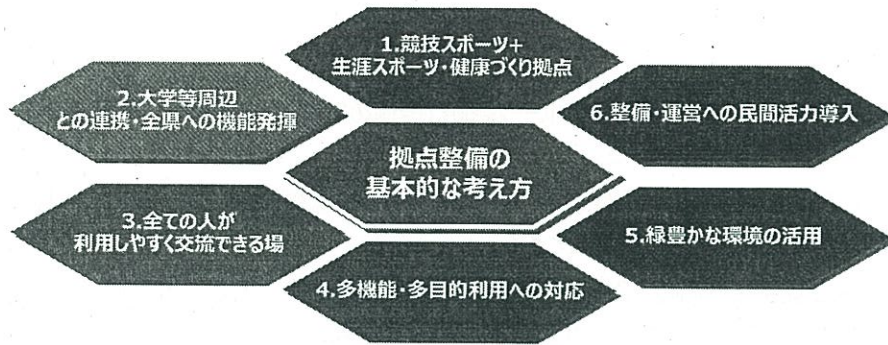 1.競技スポーツ+
生涯スポーツ・健康づくり拠点
2.大学等周辺
との連携・全県への機能発揮
6.整備・運営への民間活力導入
拠点整備の
基本的な考え方
3.全ての人が
利用しやすく交流できる場
5.緑豊かな環境の活用
4.多機能・多目的利用への対応